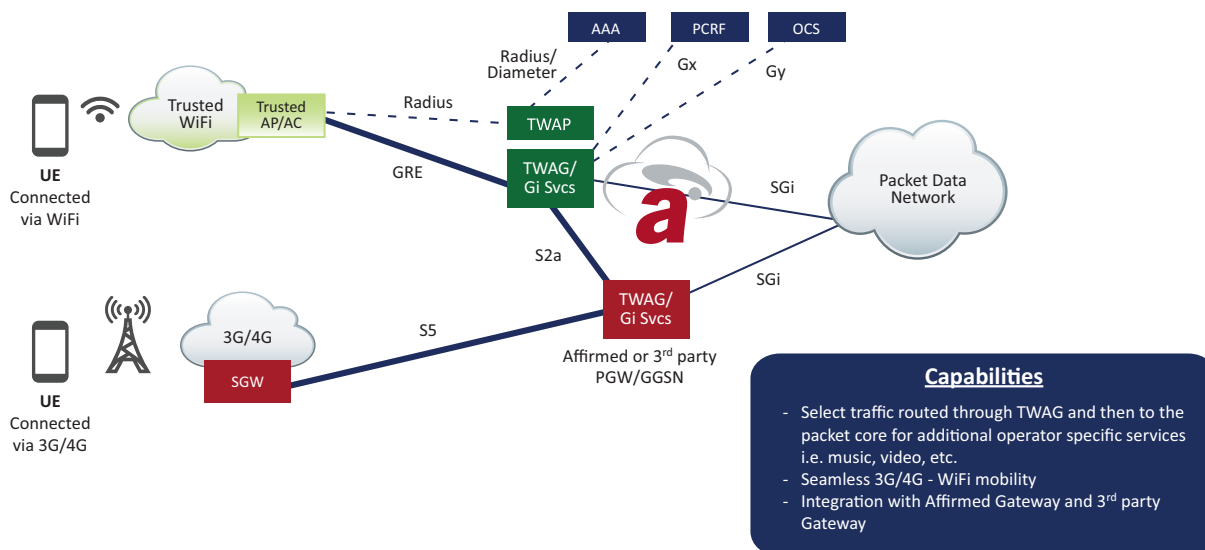 AAA
PCRF
OCS
Radius/
Diameter
Gx
Gy
Trusted
WiFi
Trusted
AP/AC
Radius
TWAP
UE
Connected
via WiFi
GRE
TWAG/
Gi Svcs
a
SGi
Packet Data
Network
S2a
SGi
TWAG/
Gi Svcs
3G/4G
SGW
S5
Affirmed or 3rd party
PGW/GGSN
UE
Connected
via 3G/4G
Capabilities
- Select traffic routed through TWAG and then to the
packet core for additional operator specific services
i.e. music, video, etc.
- Seamless 3G/4G - WiFi mobility
- Integration with Affirmed Gateway and 3rd party
Gateway